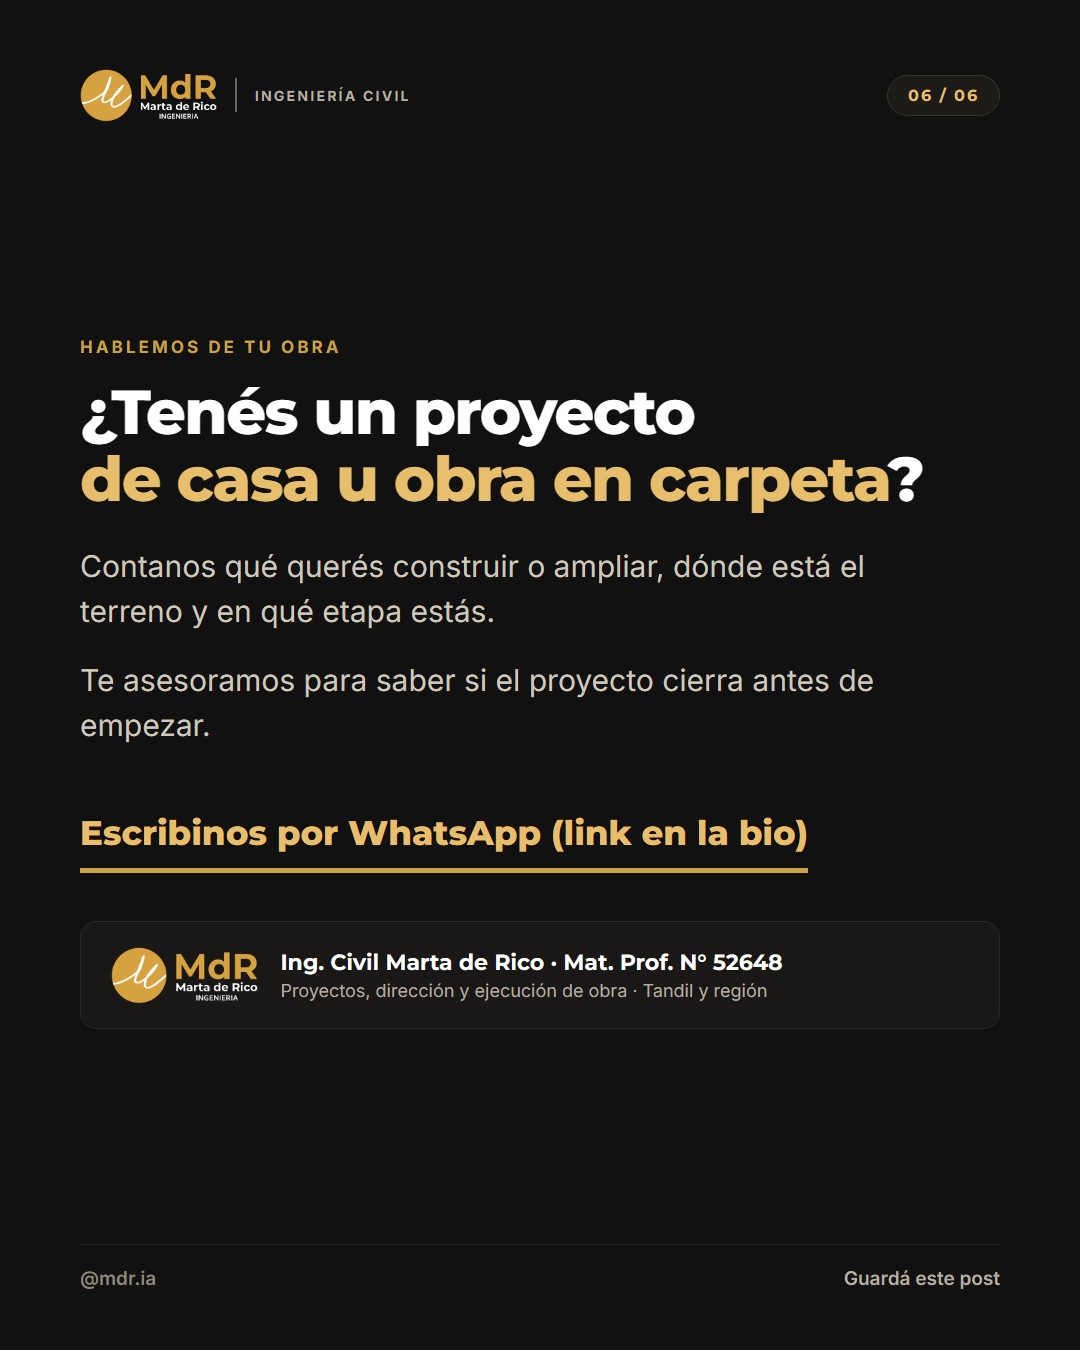 MdR
Marta de Rico
INGENIERIA
INGENIERÍA CIVIL
06 / 06
HABLEMOS DE TU OBRA
¿Tenés un proyecto
de casa u obra en carpeta?
Contanos qué querés construir o ampliar, dónde está el
terreno y en qué etapa estás.
Te asesoramos para saber si el proyecto cierra antes de
empezar.
Escribinos por WhatsApp (link en la bio)
MdR
Marta de Rico
INGENIERIA
Ing. Civil Marta de Rico · Mat. Prof. N° 52648
Proyectos, dirección y ejecución de obra · Tandil y región
@mdr.ia
Guardá este post